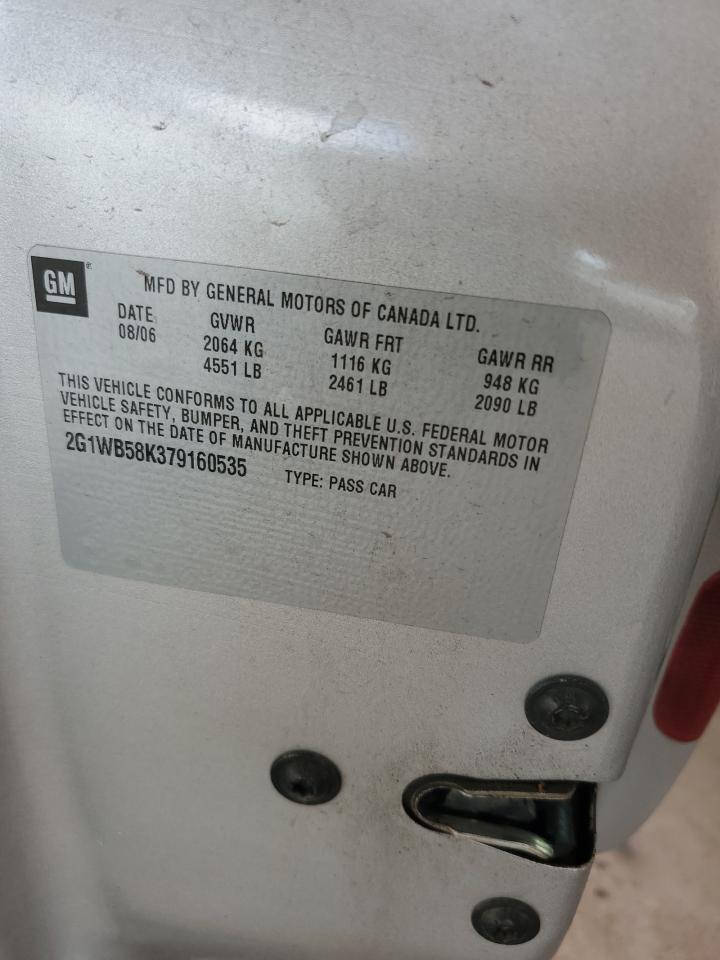 GM
MFD BY GENERAL MOTORS OF CANADA LTD.
DATE GVWR GAWR FRT GAWR RR
08/06 2064 KG 1116 KG 948 KG
4551 LB 2461 LB 2090 LB
THIS VEHICLE CONFORMS TO ALL APPLICABLE U.S. FEDERAL MOTOR
VEHICLE SAFETY, BUMPER, AND THEFT PREVENTION STANDARDS IN
EFFECT ON THE DATE OF MANUFACTURE SHOWN ABOVE.
2G1WB58K379160535 TYPE: PASS CAR